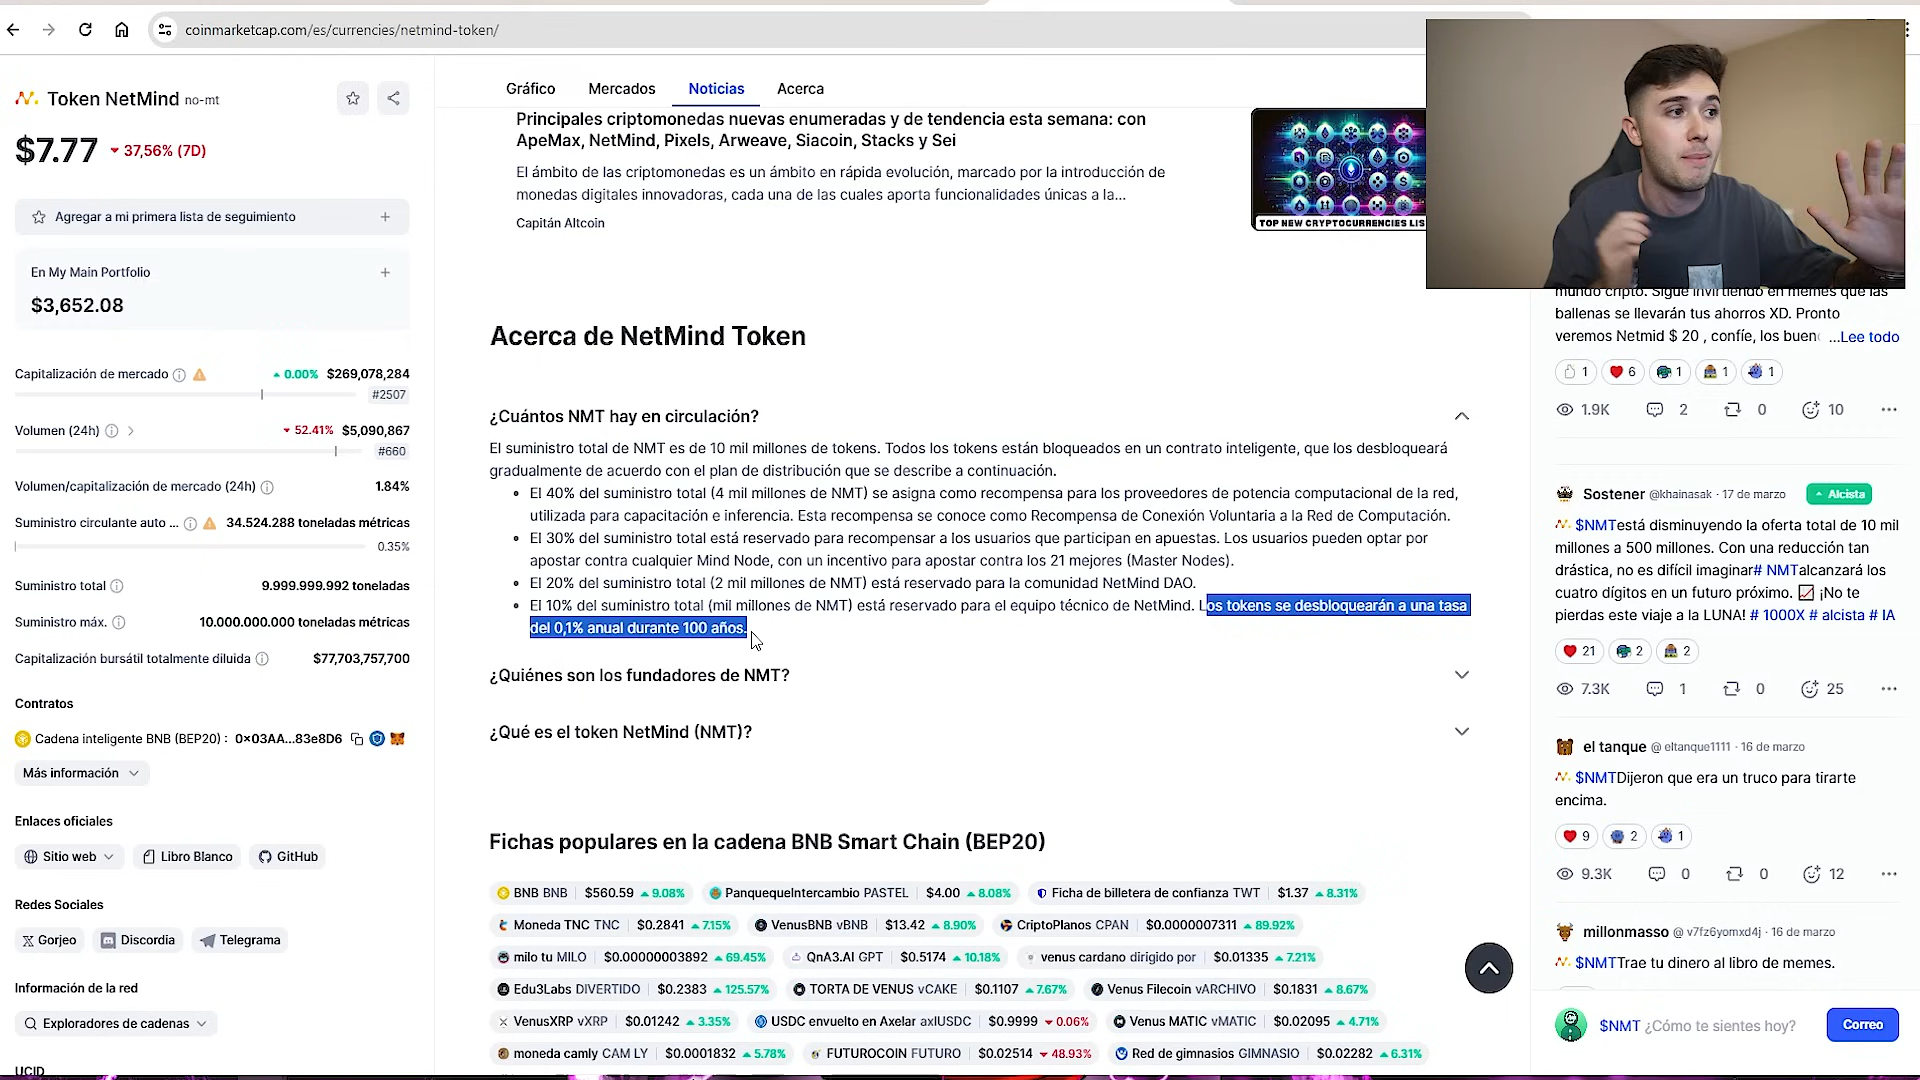 coinmarketcap.com/es/currencies/netmind-token/
Token NetMind no-mt
$7.77 37,56% (7D)
Agregar a mi primera lista de seguimiento
En My Main Portfolio
$3,652.08
Capitalización de mercado 0.00% $269,078,284
#2507
Volumen (24h) 52.41% $5,090,867
#660
Volumen/capitalización de mercado (24h) 1.84%
Suministro circulante auto ... 34.524.288 toneladas métricas
0.35%
Suministro total 9.999.999.992 toneladas
Suministro máx. 10.000.000.000 toneladas métricas
Capitalización bursátil totalmente diluida $77,703,757,700
Contratos
Cadena inteligente BNB (BEP20) : 0x03AA...83e8D6
Más información
Enlaces oficiales
Sitio web Libro Blanco GitHub
Redes Sociales
Gorjeo Discordia Telegrama
Información de la red
Exploradores de cadenas
UCID
Gráfico Mercados Noticias Acerca
Principales criptomonedas nuevas enumeradas y de tendencia esta semana: con
ApeMax, NetMind, Pixels, Arweave, Siacoin, Stacks y Sei
El ámbito de las criptomonedas es un ámbito en rápida evolución, marcado por la introducción de
monedas digitales innovadoras, cada una de las cuales aporta funcionalidades únicas a la...
Capitán Altcoin
TOP NEW CRYPTOCURRENCIES LIS
Acerca de NetMind Token
¿Cuántos NMT hay en circulación?
El suministro total de NMT es de 10 mil millones de tokens. Todos los tokens están bloqueados en un contrato inteligente, que los desbloqueará
gradualmente de acuerdo con el plan de distribución que se describe a continuación.
El 40% del suministro total (4 mil millones de NMT) se asigna como recompensa para los proveedores de potencia computacional de la red,
utilizada para capacitación e inferencia. Esta recompensa se conoce como Recompensa de Conexión Voluntaria a la Red de Computación.
El 30% del suministro total está reservado para recompensar a los usuarios que participan en apuestas. Los usuarios pueden optar por
apostar contra cualquier Mind Node, con un incentivo para apostar contra los 21 mejores (Master Nodes).
El 20% del suministro total (2 mil millones de NMT) está reservado para la comunidad NetMind DAO.
El 10% del suministro total (mil millones de NMT) está reservado para el equipo técnico de NetMind. Los tokens se desbloquearán a una tasa
del 0,1% anual durante 100 años.
¿Quiénes son los fundadores de NMT?
¿Qué es el token NetMind (NMT)?
Fichas populares en la cadena BNB Smart Chain (BEP20)
BNB BNB $560.59 9.08% PanquequeIntercambio PASTEL $4.00 8.08% Ficha de billetera de confianza TWT $1.37 8.31%
Moneda TNC TNC $0.2841 7.15% VenusBNB vBNB $13.42 8.90% CriptoPlanos CPAN $0.0000007311 89.92%
milo tu MILO $0.00000003892 69.45% QnA3.AI GPT $0.5174 10.18% venus cardano dirigido por $0.01335 7.21%
Edu3Labs DIVERTIDO $0.2383 125.57% TORTA DE VENUS vCAKE $0.1107 7.67% Venus Filecoin vARCHIVO $0.1831 8.67%
VenusXRP vXRP $0.01242 3.35% USDC envuelto en Axelar axlUSDC $0.9999 0.06% Venus MATIC vMATIC $0.02095 4.71%
moneda camly CAM LY $0.0001832 5.78% FUTUROCOIN FUTURO $0.02514 48.93% Red de gimnasios GIMNASIO $0.02282 6.31%
mundo cripto. Sigue invirtiendo en memes que las
ballenas se llevarán tus ahorros XD. Pronto
veremos Netmid $ 20 , confíe, los buen ...Lee todo
1 6 1 1 1
1.9K 2 0 10
Sostener @khainasak · 17 de marzo Alcista
$NMTestá disminuyendo la oferta total de 10 mil
millones a 500 millones. Con una reducción tan
drástica, no es difícil imaginar# NMTalcanzará los
cuatro dígitos en un futuro próximo. ¡No te
pierdas este viaje a la LUNA! # 1000X # alcista # IA
21 2 2
7.3K 1 0 25
el tanque @ eltanque1111 · 16 de marzo
$NMTDijeron que era un truco para tirarte
encima.
9 2 1
9.3K 0 0 12
millonmasso @ v7fz6yomxd4j · 16 de marzo
$NMTTrae tu dinero al libro de memes.
$NMT ¿Cómo te sientes hoy? Correo